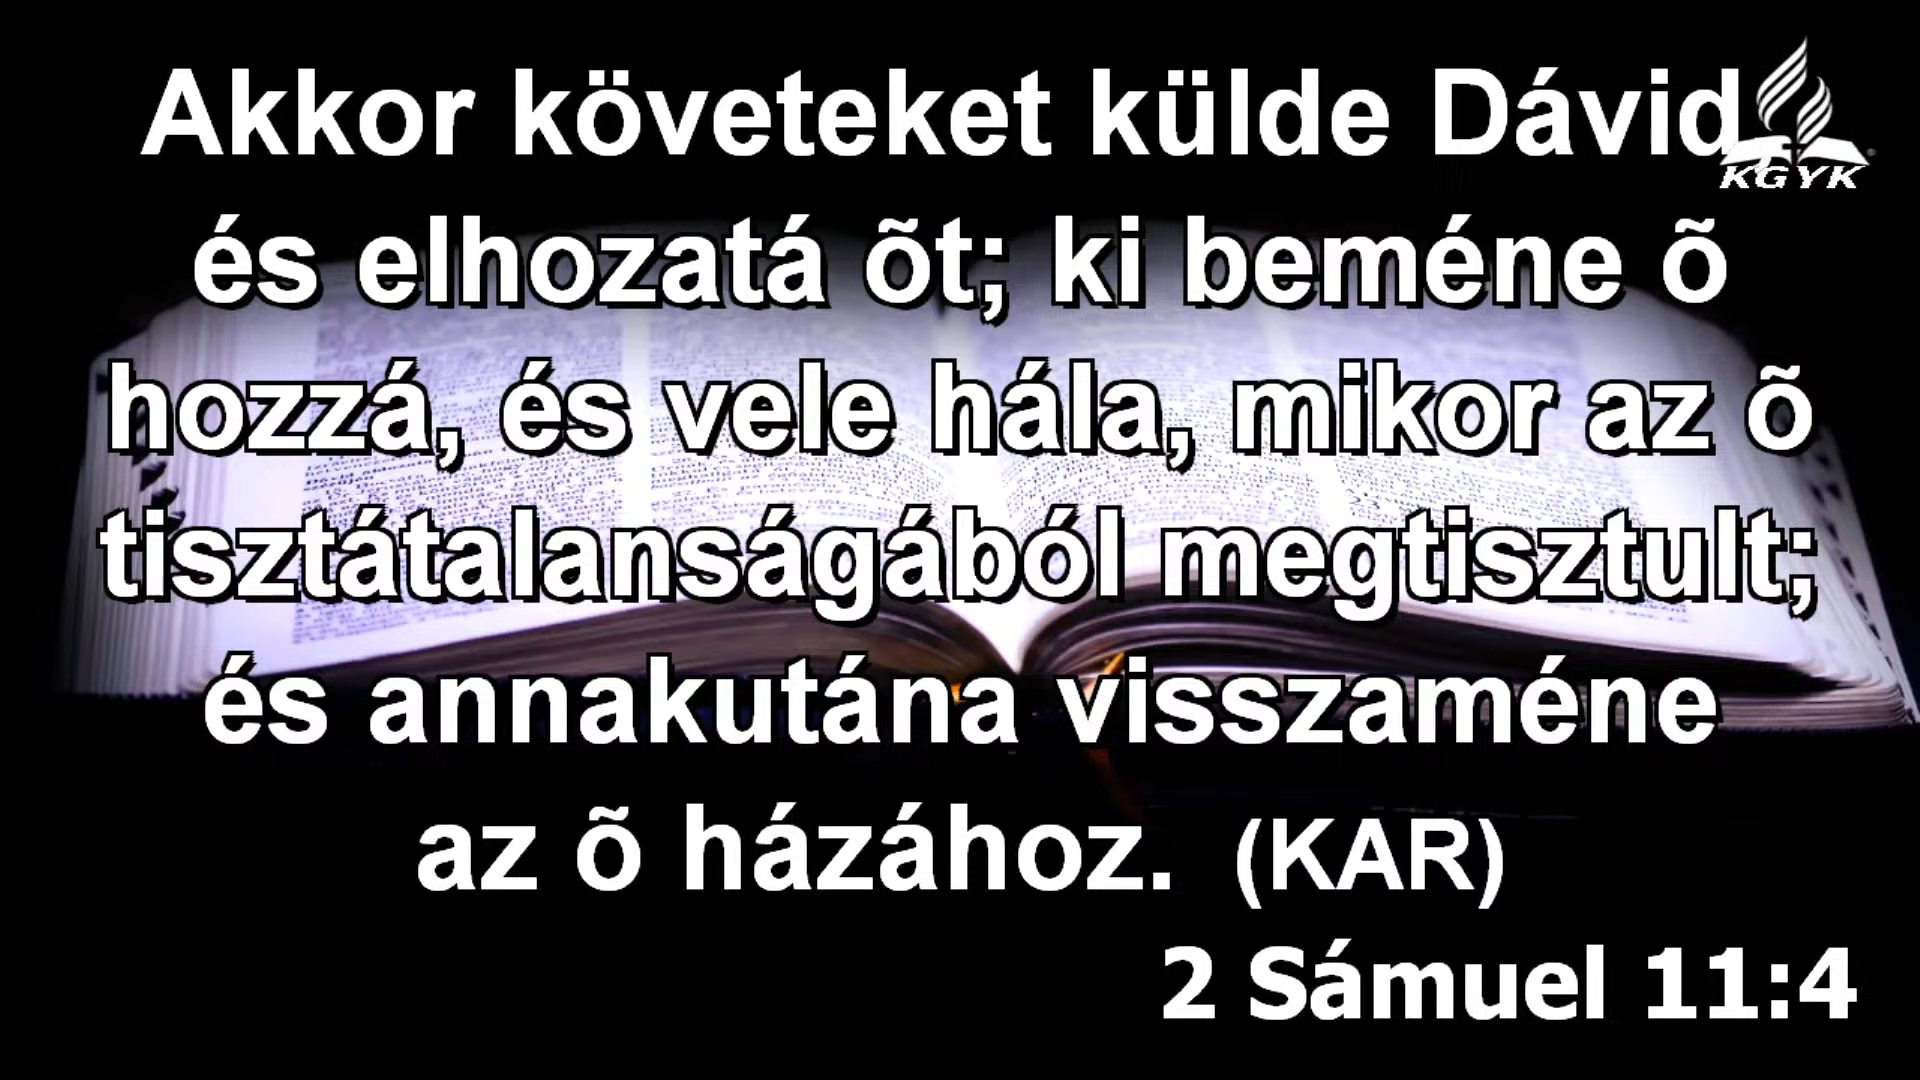 Akkor követeket külde Dávid,
és elhozatá õt; ki beméne õ
hozzá, és vele hála, mikor az õ
tisztátalanságából megtisztult;
és annakutána visszaméne
az õ házához. (KAR)
2 Sámuel 11:4
KGYK